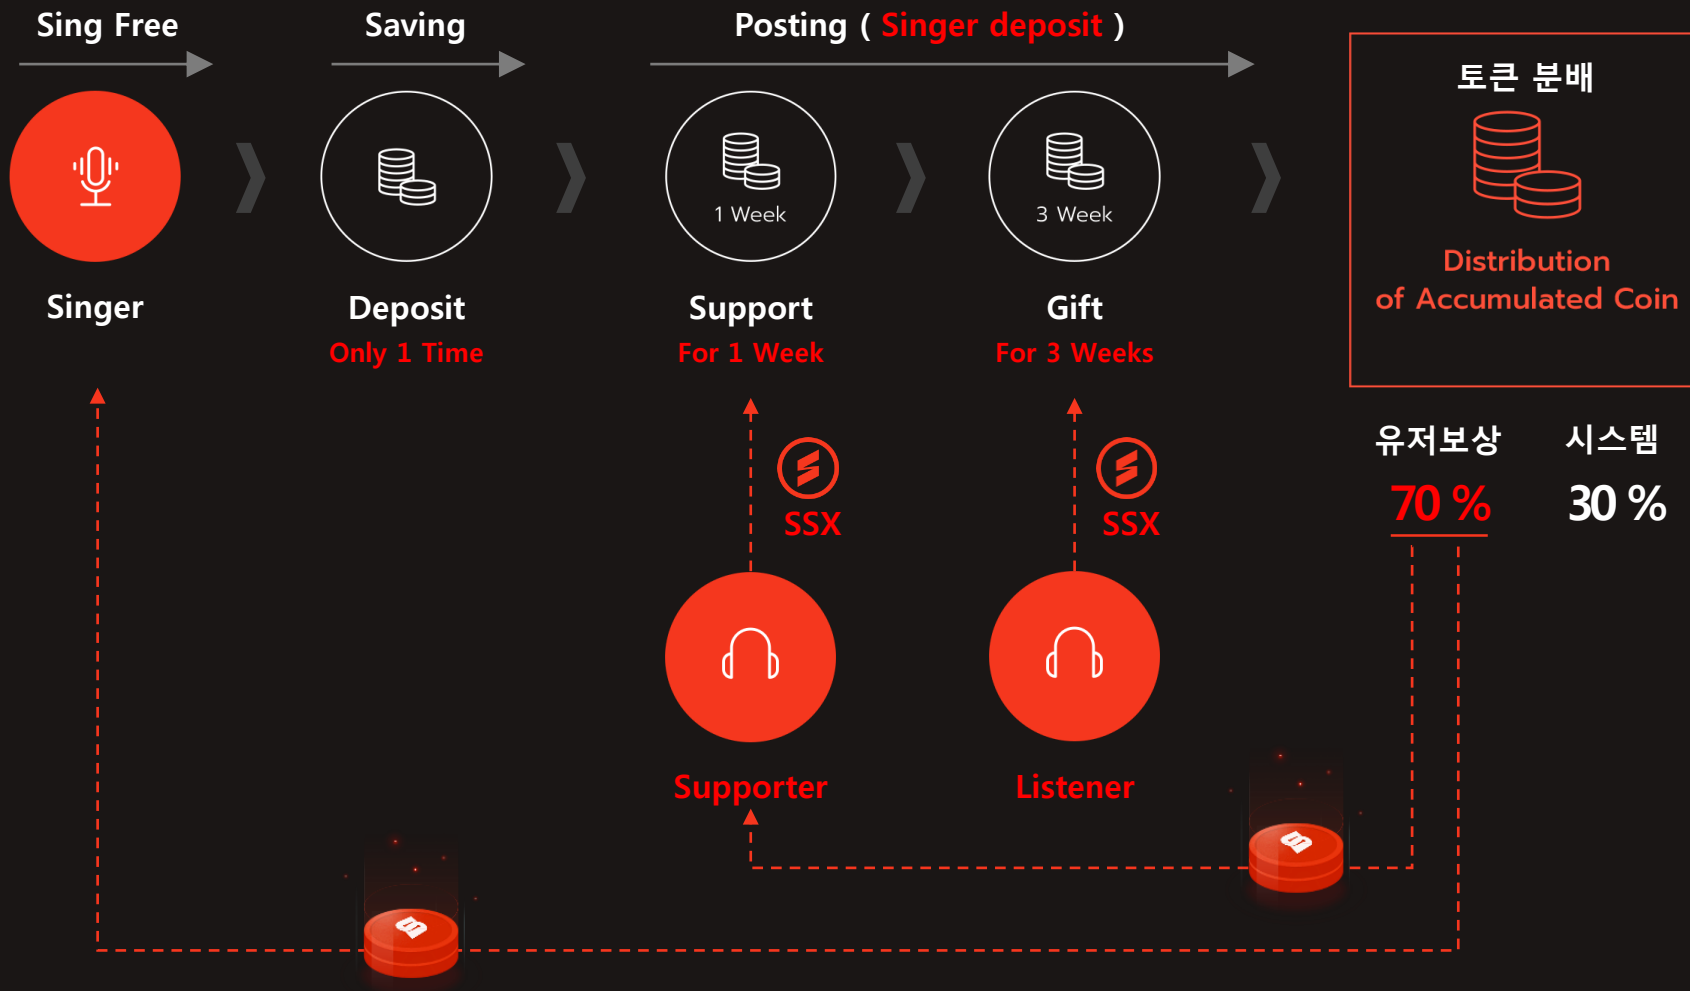 Sing Free
Saving
Posting ( Singer deposit )
토큰 분배
1 Week
3 Week
Distribution
of Accumulated Coin
Singer
Deposit
Support
Gift
Only 1 Time
For 1 Week
For 3 Weeks
유저보상
시스템
70 %
30 %
SSX
SSX
Supporter
Listener